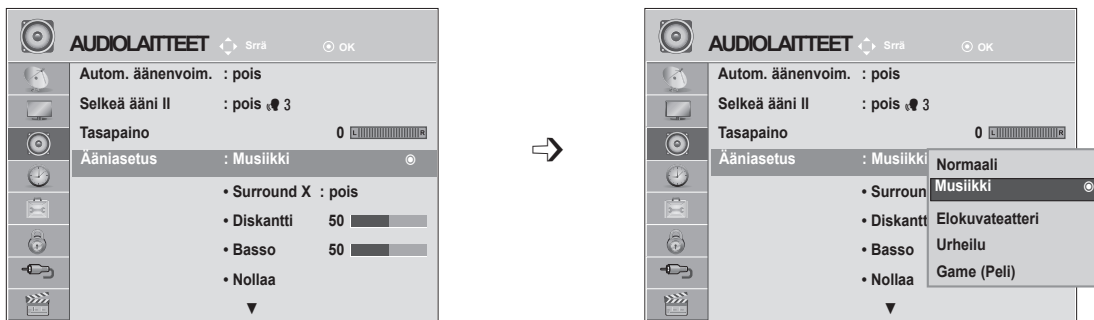 AUDIOLAITTEET Srrä OK
Autom. äänenvoim. : pois
Selkeä ääni II : pois 3
Tasapaino 0 L R
Ääniasetus : Musiikki
• Surround X : pois
• Diskantti 50
• Basso 50
• Nollaa
▼
AUDIOLAITTEET Srrä OK
Autom. äänenvoim. : pois
Selkeä ääni II : pois 3
Tasapaino 0 L R
Ääniasetus : Musiikki
• Surroun
• Diskantt
• Basso
• Nollaa
▼
Normaali
Musiikki
Elokuvateatteri
Urheilu
Game (Peli)